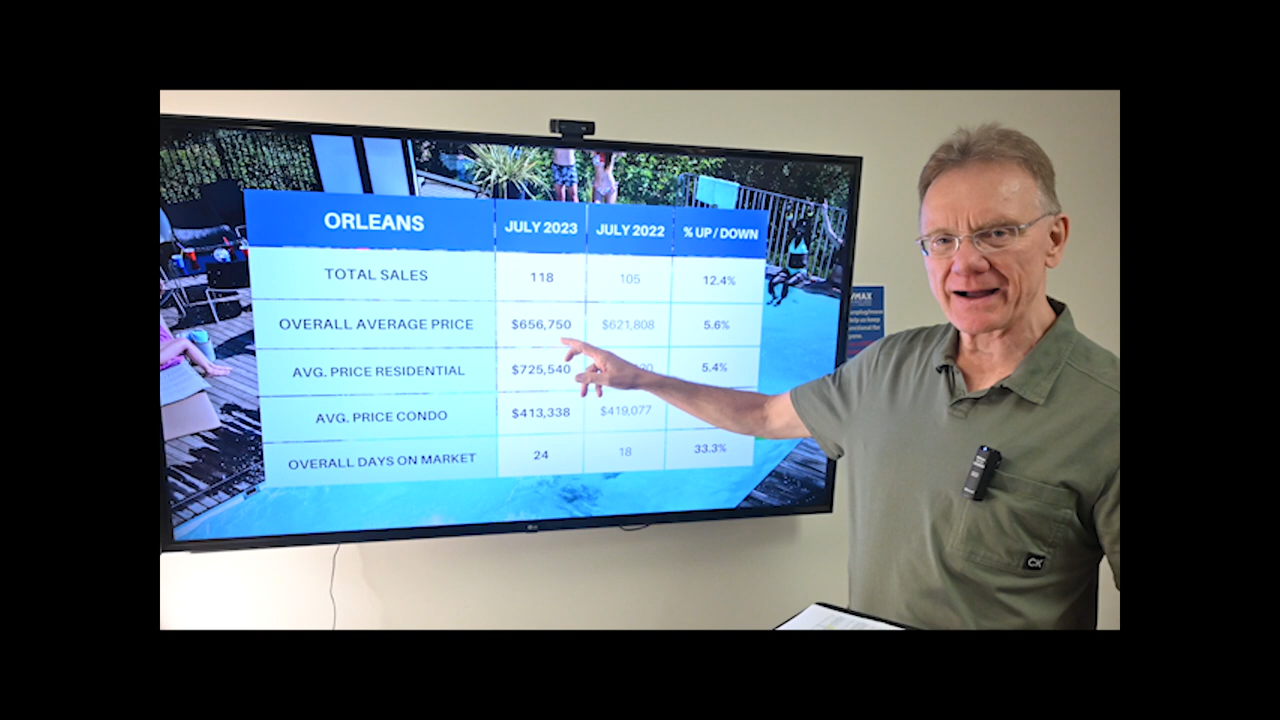 ORLEANS JULY 2023 JULY 2022 % UP / DOWN
TOTAL SALES 118 105 12.4%
OVERALL AVERAGE PRICE $656,750 $621,808 5.6%
AVG. PRICE RESIDENTIAL $725,540 5.4%
AVG. PRICE CONDO $413,338 $419,077
OVERALL DAYS ON MARKET 24 18 33.3%
LG
CK